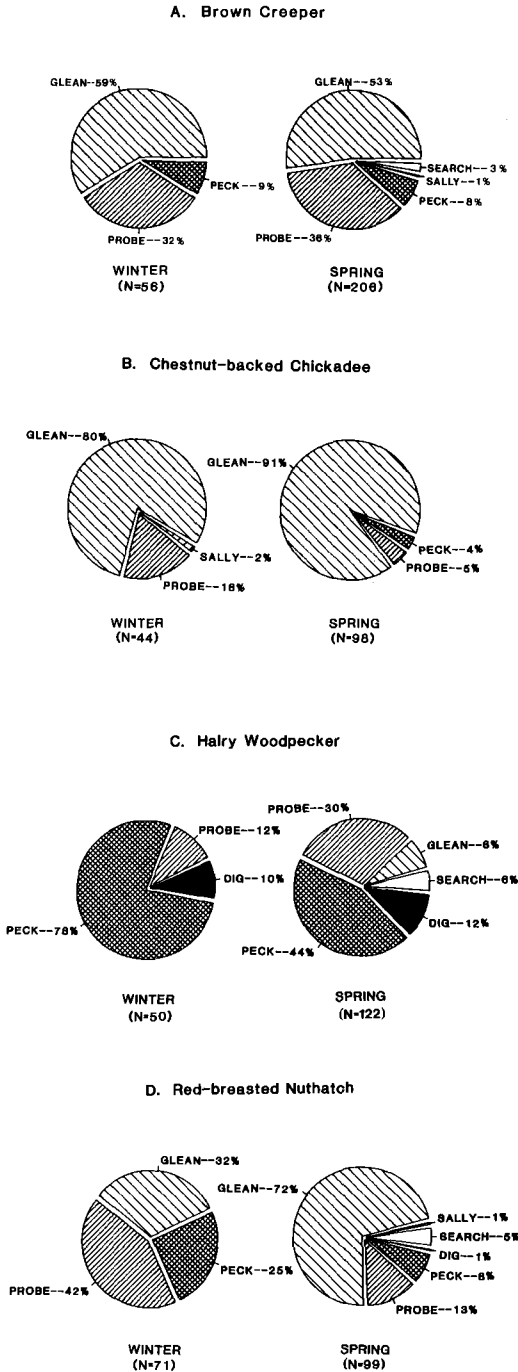 A. Brown Creeper
GLEAN--59%
PECK--9%
PROBE--32%
WINTER
(N=56)
GLEAN--53%
SEARCH--3%
SALLY--1%
PECK--8%
PROBE--36%
SPRING
(N=206)
B. Chestnut-backed Chickadee
GLEAN--80%
SALLY--2%
PROBE--18%
WINTER
(N=44)
GLEAN--91%
PECK--4%
PROBE--5%
SPRING
(N=98)
C. Hairy Woodpecker
PROBE--12%
DIG--10%
PECK--78%
WINTER
(N=50)
PROBE--30%
GLEAN--6%
SEARCH--6%
DIG--12%
PECK--44%
SPRING
(N=122)
D. Red-breasted Nuthatch
GLEAN--32%
PECK--25%
PROBE--42%
WINTER
(N=71)
GLEAN--72%
SALLY--1%
SEARCH--5%
DIG--1%
PECK--8%
PROBE--13%
SPRING
(N=99)